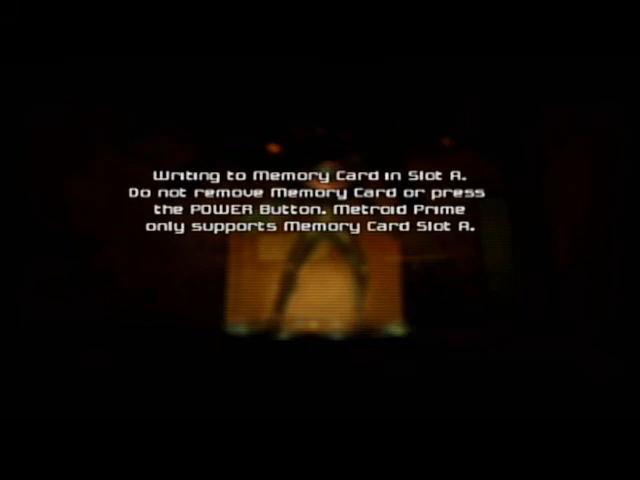 Writing to Memory Card in Slot A.
Do not remove Memory Card or press
the POWER Button. Metroid Prime
only supports Memory Card Slot A.